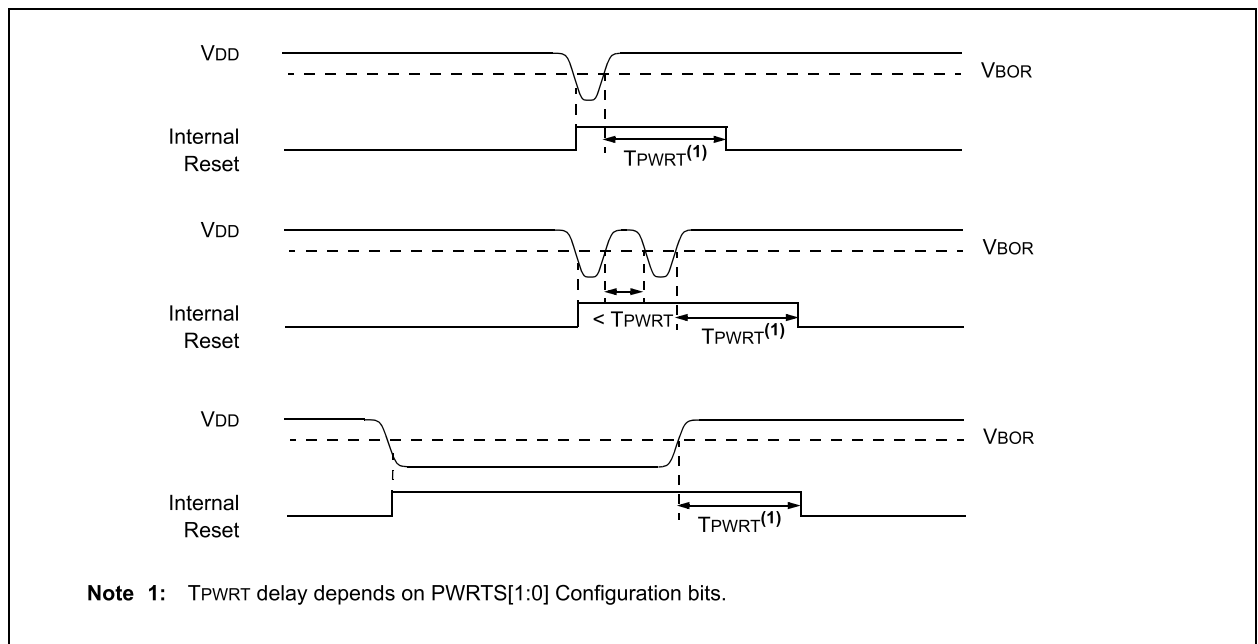 VDD
VBOR
Internal
Reset
TPWRT(1)
VDD
VBOR
Internal
Reset
< TPWRT
TPWRT(1)
VDD
VBOR
Internal
Reset
TPWRT(1)
Note 1: TPWRT delay depends on PWRTS[1:0] Configuration bits.